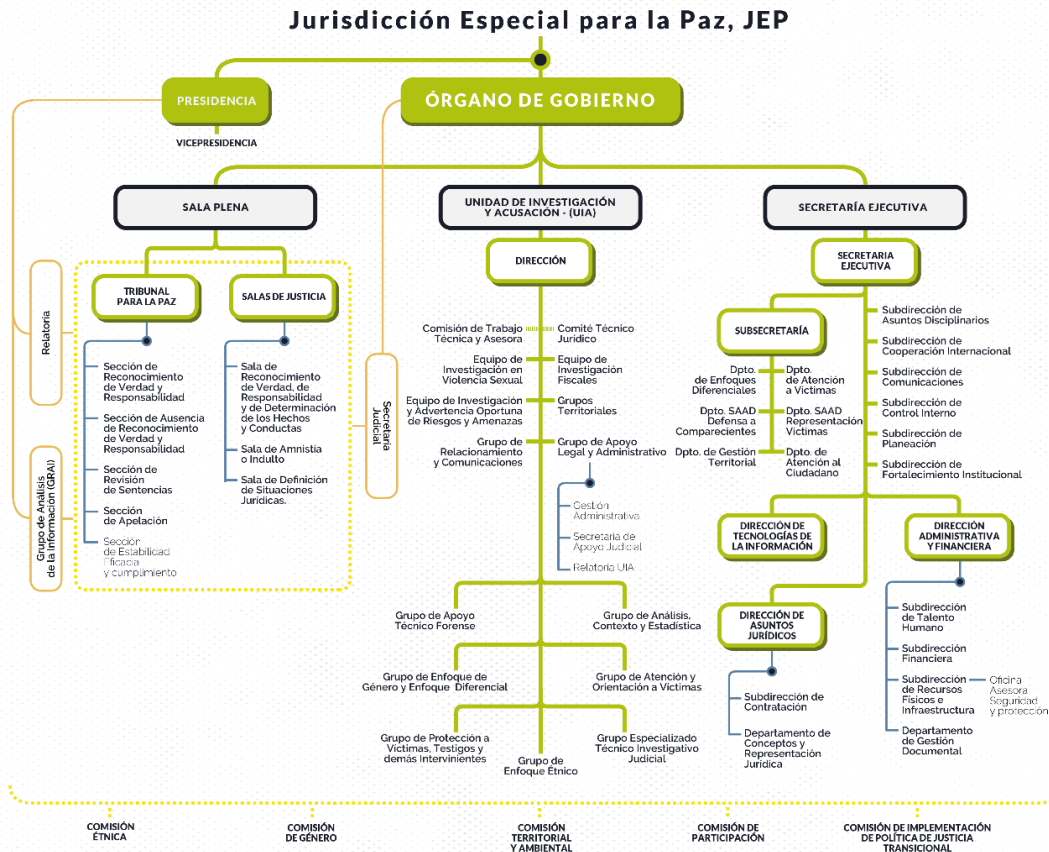 Jurisdicción Especial para la Paz, JEP
PRESIDENCIA
ÓRGANO DE GOBIERNO
VICEPRESIDENCIA
SALA PLENA
UNIDAD DE INVESTIGACIÓN
Y ACUSACIÓN - (UIA)
SECRETARÍA EJECUTIVA
Relatoría
Grupo de Análisis
de la Información (GRAI)
TRIBUNAL
PARA LA PAZ
Sección de
Reconocimiento
de Verdad y
Responsabilidad
Sección de Ausencia
de Reconocimiento
de Verdad y
Responsabilidad
Sección de
Revisión
de Sentencias
Sección
de Apelación
Sección
de Estabilidad
Eficacia
y cumplimiento
SALAS DE JUSTICIA
Sala de
Reconocimiento
de Verdad, de
Responsabilidad
y de Determinación
de los Hechos
y Conductas
Sala de Amnistía
o Indulto
Sala de Definición
de Situaciones
Jurídicas.
Secretaría
Judicial
DIRECCIÓN
Comisión de Trabajo
Técnica y Asesora
Comité Técnico
Jurídico
Equipo de
Investigación en
Violencia Sexual
Equipo de
Investigación
Fiscales
Equipo de Investigación
y Advertencia Oportuna
de Riesgos y Amenazas
Grupos
Territoriales
Grupo de
Relacionamiento
y Comunicaciones
Grupo de Apoyo
Legal y Administrativo
Gestión
Administrativa
Secretaria de
Apoyo Judicial
Relatoría UIA
Grupo de Apoyo
Técnico Forense
Grupo de Análisis,
Contexto y Estadística
Grupo de Enfoque de
Género y Enfoque Diferencial
Grupo de Atención y
Orientación a Víctimas
Grupo de Protección a
Víctimas, Testigos y
demás Intervinientes
Grupo Especializado
Técnico Investigativo
Judicial
Grupo de
Enfoque Étnico
SECRETARIA
EJECUTIVA
SUBSECRETARÍA
Dpto.
de Enfoques
Diferenciales
Dpto.
de Atención
a Víctimas
Dpto. SAAD
Defensa a
Comparecientes
Dpto. SAAD
Representación
Víctimas
Dpto. de Gestión
Territorial
Dpto. de
Atención al
Ciudadano
Subdirección de
Asuntos Disciplinarios
Subdirección de
Cooperación Internacional
Subdirección de
Comunicaciones
Subdirección de
Control Interno
Subdirección de
Planeación
Subdirección de
Fortalecimiento Institucional
DIRECCIÓN DE
TECNOLOGÍAS DE
LA INFORMACIÓN
DIRECCIÓN
ADMINISTRATIVA
Y FINANCIERA
DIRECCIÓN DE
ASUNTOS
JURÍDICOS
Subdirección de
Contratación
Departamento de
Conceptos y
Representación
Jurídica
Subdirección
de Talento
Humano
Subdirección
Financiera
Subdirección
de Recursos
Físicos e
Infraestructura
Oficina
Asesora
Seguridad
y protección
Departamento
de Gestión
Documental
COMISIÓN
ÉTNICA
COMISIÓN
DE GÉNERO
COMISIÓN
TERRITORIAL
Y AMBIENTAL
COMISIÓN DE
PARTICIPACIÓN
COMISIÓN DE IMPLEMENTACIÓN
DE POLÍTICA DE JUSTICIA
TRANSICIONAL